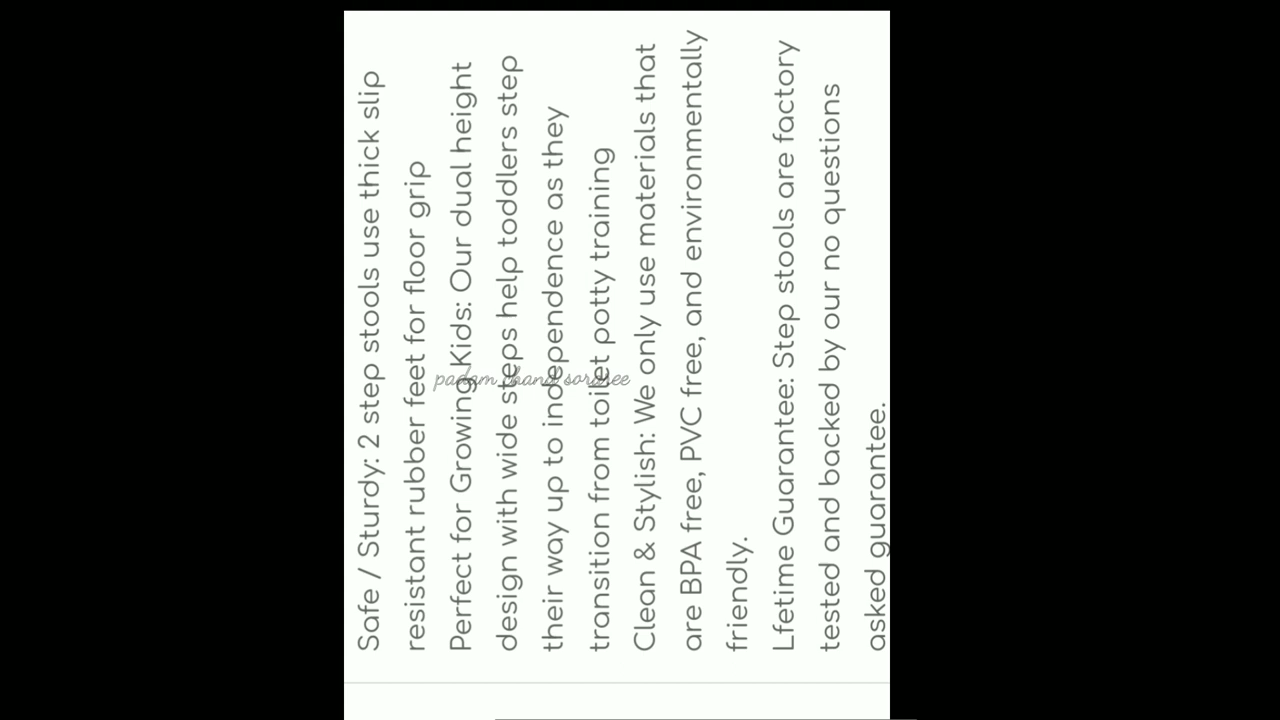 Safe / Sturdy: 2 step stools use thick slip
resistant rubber feet for floor grip
Perfect for Growing Kids: Our dual height
design with wide steps help toddlers step
their way up to independence as they
transition from toilet potty training
Clean & Stylish: We only use materials that
are BPA free, PVC free, and environmentally
friendly.
Lfetime Guarantee: Step stools are factory
tested and backed by our no questions
asked guarantee.
padam chand